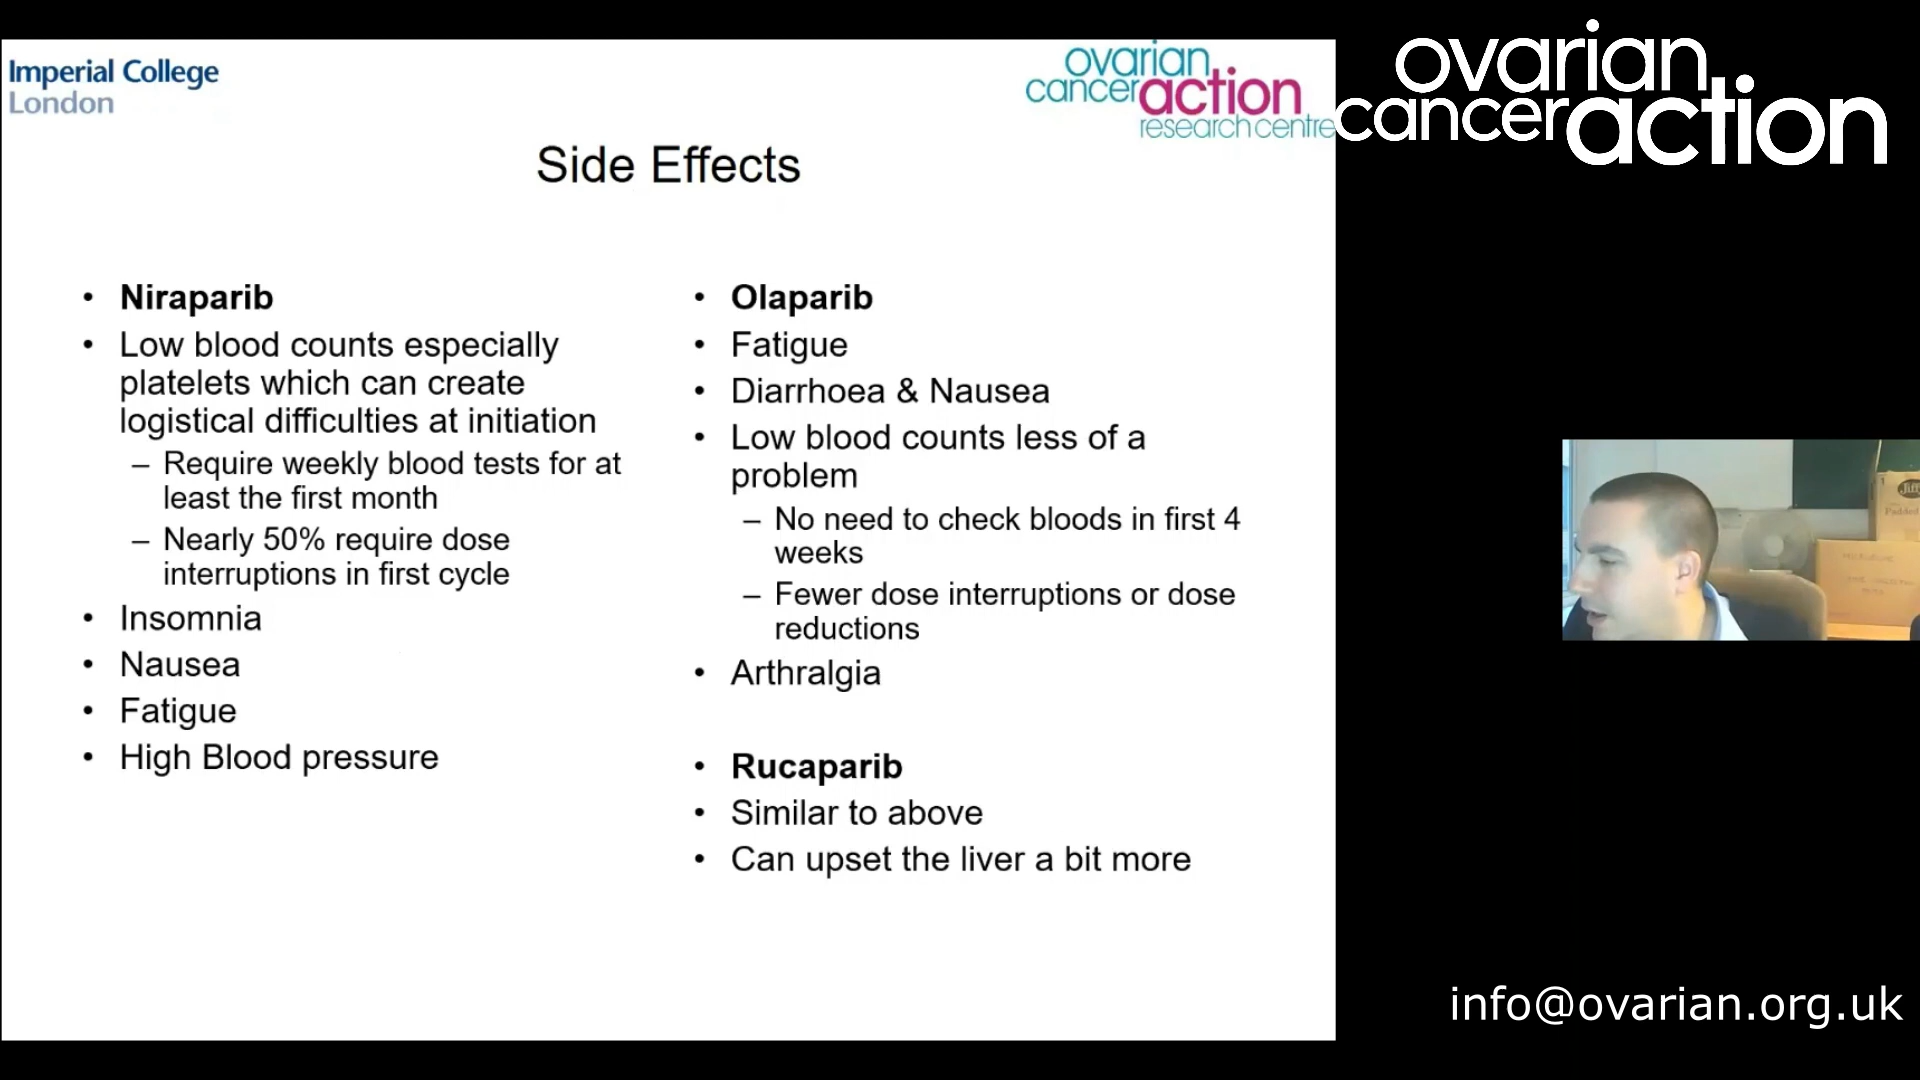 Imperial College
London
ovarian
canceraction
research centre
ovarian
canceraction
Side Effects
• Niraparib
• Low blood counts especially
platelets which can create
logistical difficulties at initiation
– Require weekly blood tests for at
least the first month
– Nearly 50% require dose
interruptions in first cycle
• Insomnia
• Nausea
• Fatigue
• High Blood pressure
• Olaparib
• Fatigue
• Diarrhoea & Nausea
• Low blood counts less of a
problem
– No need to check bloods in first 4
weeks
– Fewer dose interruptions or dose
reductions
• Arthralgia
• Rucaparib
• Similar to above
• Can upset the liver a bit more
Padded
info@ovarian.org.uk